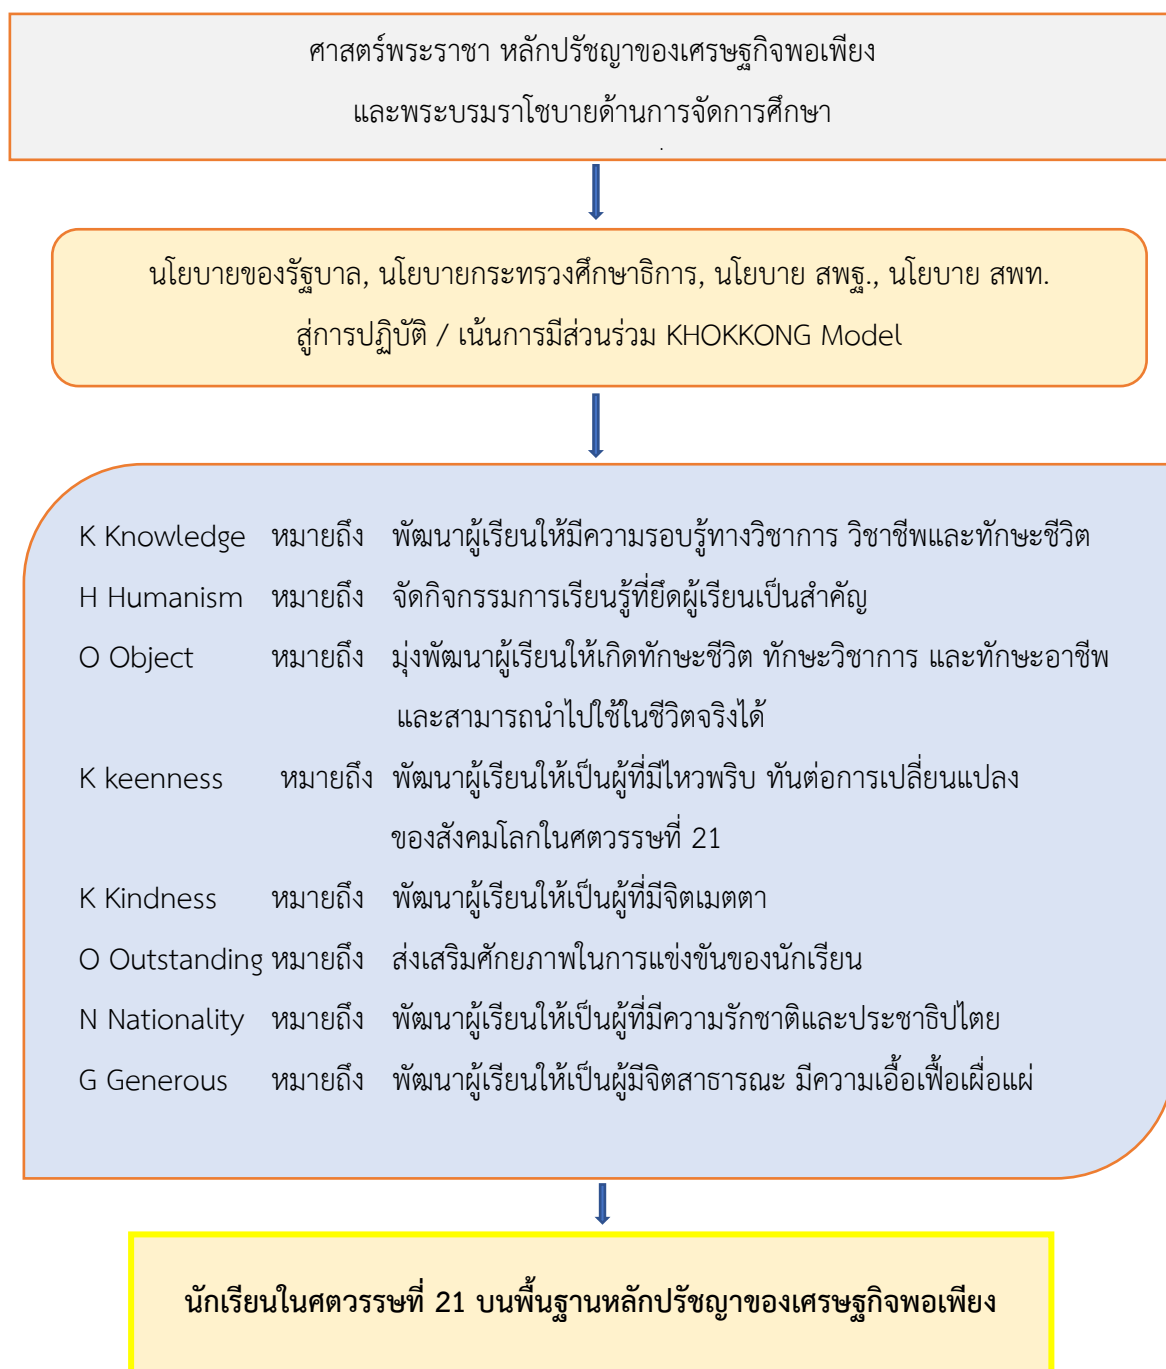 ศาสตร์พระราชา หลักปรัชญาของเศรษฐกิจพอเพียง
และพระบรมราโชบายด้านการจัดการศึกษา
นโยบายของรัฐบาล, นโยบายกระทรวงศึกษาธิการ, นโยบาย สพฐ., นโยบาย สพท.
สู่การปฏิบัติ / เน้นการมีส่วนร่วม KHOKKONG Model
K Knowledge หมายถึง พัฒนาผู้เรียนให้มีความรอบรู้ทางวิชาการ วิชาชีพและทักษะชีวิต
H Humanism หมายถึง จัดกิจกรรมการเรียนรู้ที่ยึดผู้เรียนเป็นสำคัญ
O Object หมายถึง มุ่งพัฒนาผู้เรียนให้เกิดทักษะชีวิต ทักษะวิชาการ และทักษะอาชีพ
และสามารถนำไปใช้ในชีวิตจริงได้
K keenness หมายถึง พัฒนาผู้เรียนให้เป็นผู้ที่มีไหวพริบ ทันต่อการเปลี่ยนแปลง
ของสังคมโลกในศตวรรษที่ 21
K Kindness หมายถึง พัฒนาผู้เรียนให้เป็นผู้ที่มีจิตเมตตา
O Outstanding หมายถึง ส่งเสริมศักยภาพในการแข่งขันของนักเรียน
N Nationality หมายถึง พัฒนาผู้เรียนให้เป็นผู้ที่มีความรักชาติและประชาธิปไตย
G Generous หมายถึง พัฒนาผู้เรียนให้เป็นผู้มีจิตสาธารณะ มีความเอื้อเฟื้อเผื่อแผ่
นักเรียนในศตวรรษที่ 21 บนพื้นฐานหลักปรัชญาของเศรษฐกิจพอเพียง